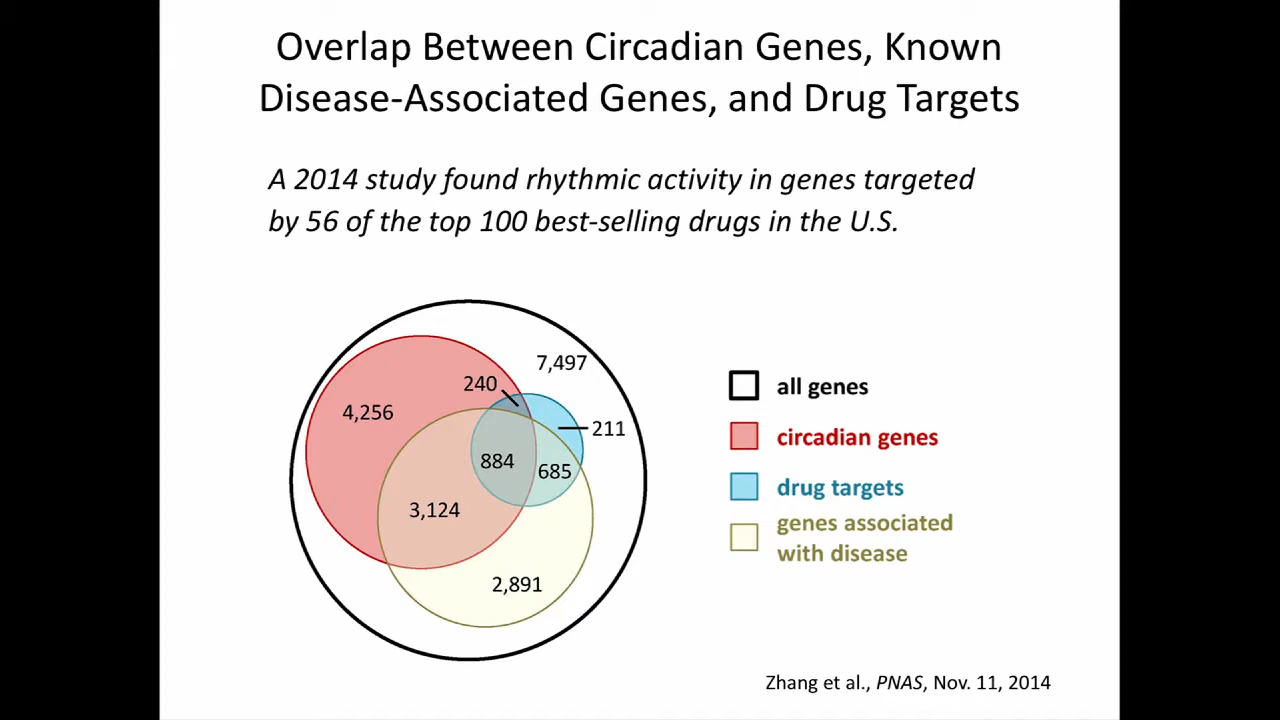 Overlap Between Circadian Genes, Known
Disease-Associated Genes, and Drug Targets
A 2014 study found rhythmic activity in genes targeted
by 56 of the top 100 best-selling drugs in the U.S.
7,497
240
4,256
211
884
685
3,124
2,891
all genes
circadian genes
drug targets
genes associated
with disease
Zhang et al., PNAS, Nov. 11, 2014